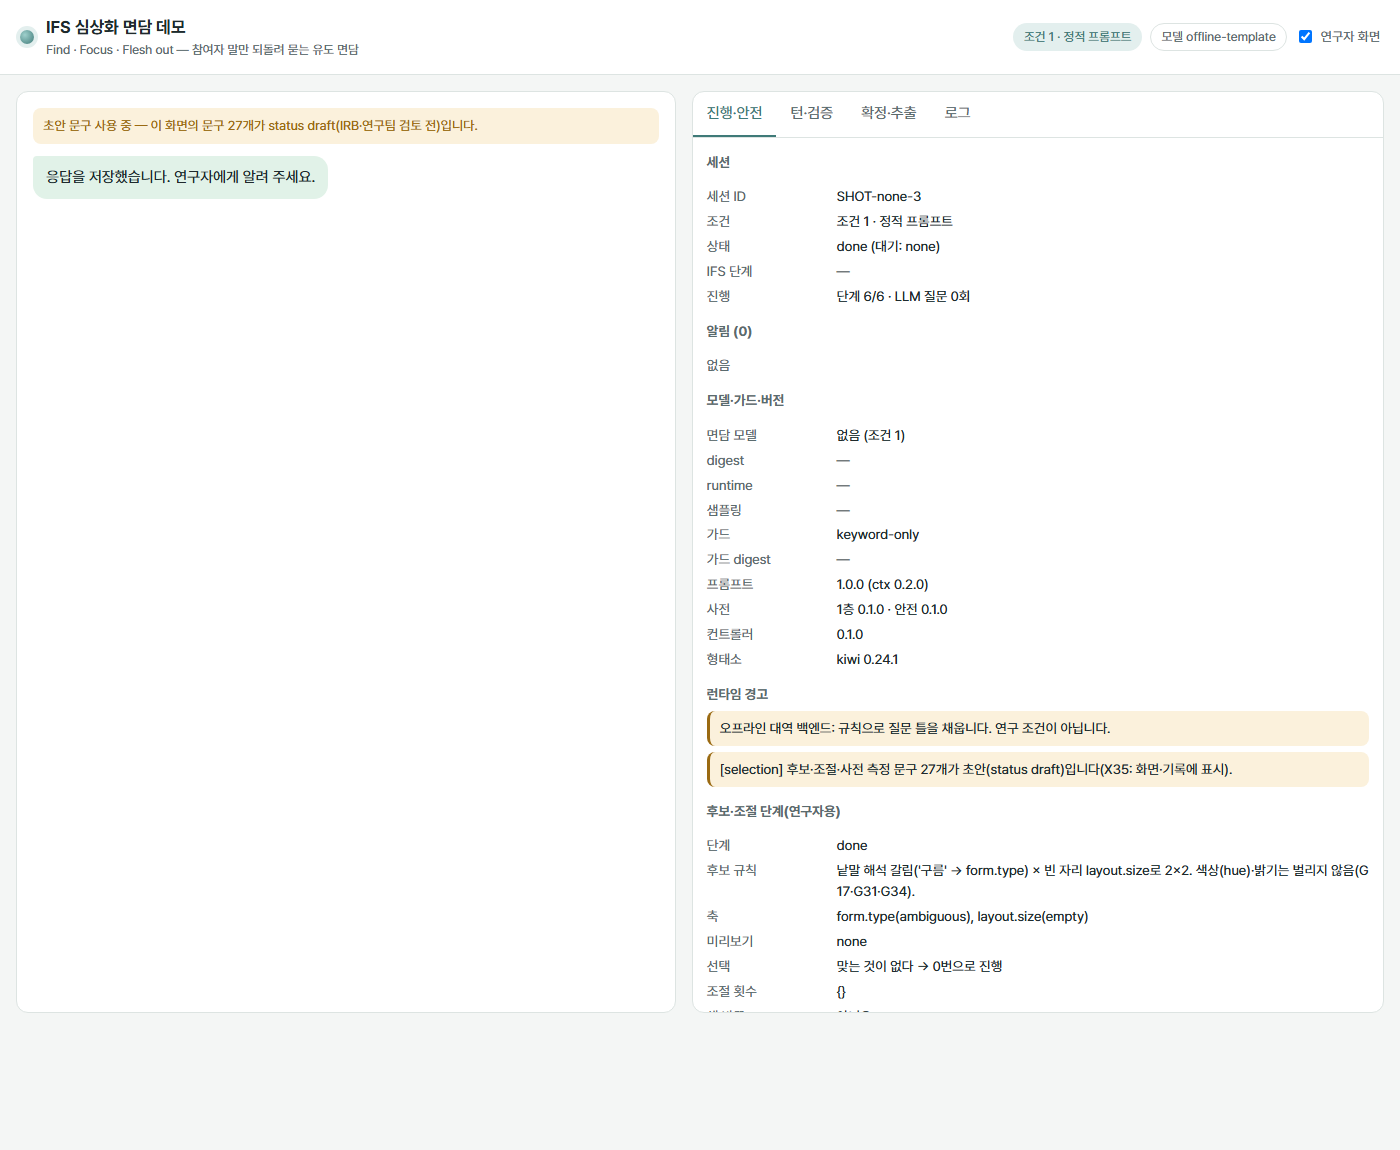 IFS 심상화 면담 데모
Find · Focus · Flesh out — 참여자 말만 되돌려 묻는 유도 면담
조건 1 · 정적 프롬프트
모델 offline-template
연구자 화면
초안 문구 사용 중 — 이 화면의 문구 27개가 status draft(IRB·연구팀 검토 전)입니다.
응답을 저장했습니다. 연구자에게 알려 주세요.
진행·안전
턴·검증
확정·추출
로그
세션
세션 ID SHOT-none-3
조건 조건 1 · 정적 프롬프트
상태 done (대기: none)
IFS 단계 —
진행 단계 6/6 · LLM 질문 0회
알림 (0)
없음
모델·가드·버전
면담 모델 없음 (조건 1)
digest —
runtime —
샘플링 —
가드 keyword-only
가드 digest —
프롬프트 1.0.0 (ctx 0.2.0)
사전 1층 0.1.0 · 안전 0.1.0
컨트롤러 0.1.0
형태소 kiwi 0.24.1
런타임 경고
오프라인 대역 백엔드: 규칙으로 질문 틀을 채웁니다. 연구 조건이 아닙니다.
[selection] 후보·조절·사전 측정 문구 27개가 초안(status draft)입니다(X35: 화면·기록에 표시).
후보·조절 단계(연구자용)
단계 done
후보 규칙 낱말 해석 갈림('구름' → form.type) × 빈 자리 layout.size로 2×2. 색상(hue)·밝기는 벌리지 않음(G
17·G31·G34).
축 form.type(ambiguous), layout.size(empty)
미리보기 none
선택 맞는 것이 없다 → 0번으로 진행
조절 횟수 {}